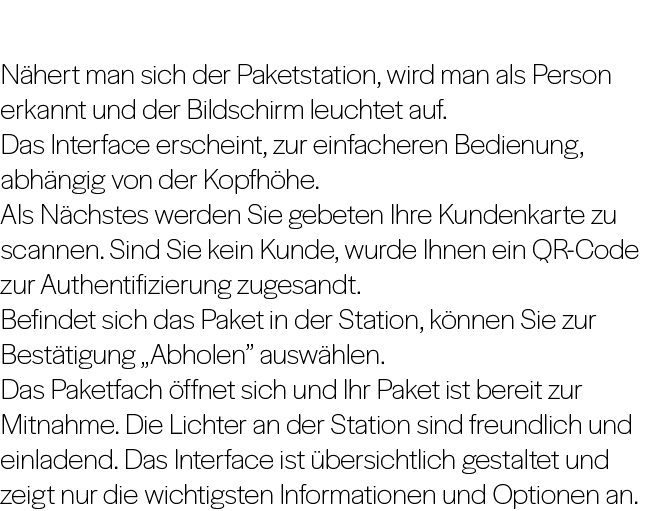 Nähert man sich der Paketstation, wird man als Person
erkannt und der Bildschirm leuchtet auf.
Das Interface erscheint, zur einfacheren Bedienung,
abhängig von der Kopfhöhe.
Als Nächstes werden Sie gebeten Ihre Kundenkarte zu
scannen. Sind Sie kein Kunde, wurde Ihnen ein QR-Code
zur Authentifizierung zugesandt.
Befindet sich das Paket in der Station, können Sie zur
Bestätigung „Abholen” auswählen.
Das Paketfach öffnet sich und Ihr Paket ist bereit zur
Mitnahme. Die Lichter an der Station sind freundlich und
einladend. Das Interface ist übersichtlich gestaltet und
zeigt nur die wichtigsten Informationen und Optionen an.